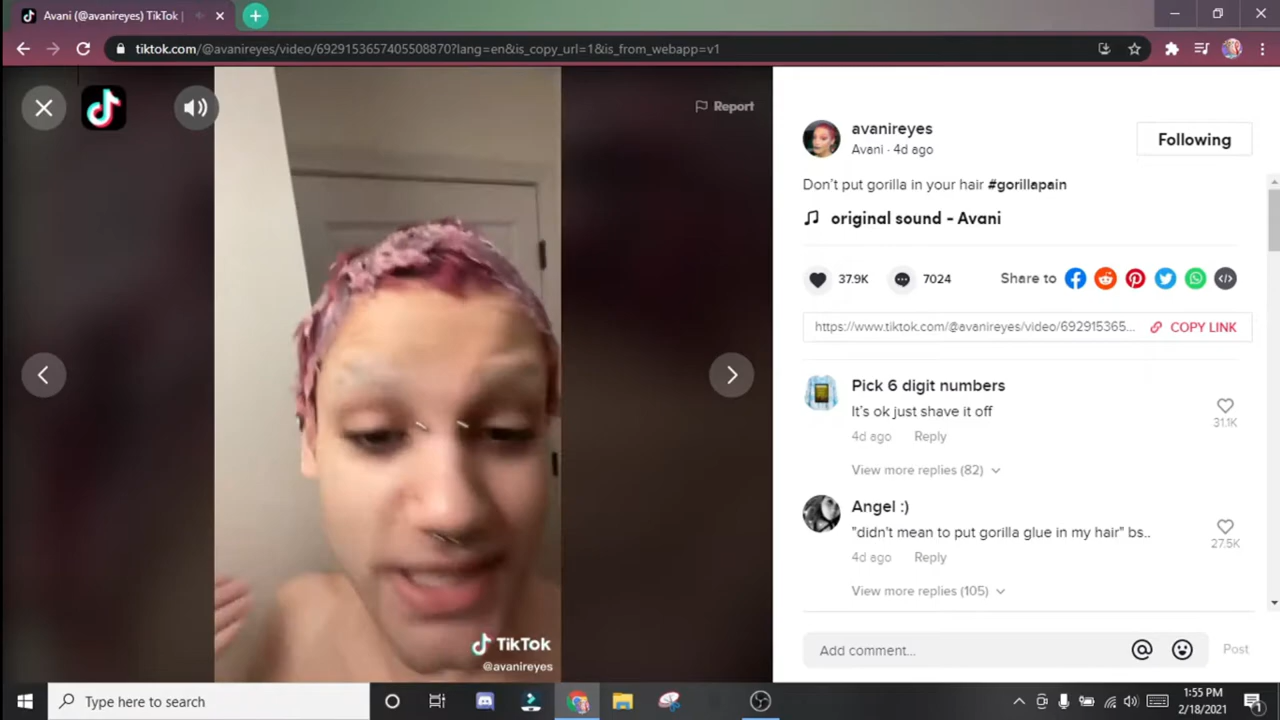 Avani (@avanireyes) TikTok |
tiktok.com/@avanireyes/video/6929153657405508870?lang=en&is_copy_url=1&is_from_webapp=v1
Report
avanireyes
Avani · 4d ago
Following
Don't put gorilla in your hair #gorillapain
original sound - Avani
37.9K
7024
Share to
https://www.tiktok.com/@avanireyes/video/692915365...
COPY LINK
Pick 6 digit numbers
It's ok just shave it off
4d ago Reply
31.1K
View more replies (82)
Angel :)
"didn't mean to put gorilla glue in my hair" bs..
4d ago Reply
27.5K
View more replies (105)
TikTok
@avanireyes
Add comment...
Post
Type here to search
1:55 PM
2/18/2021
1